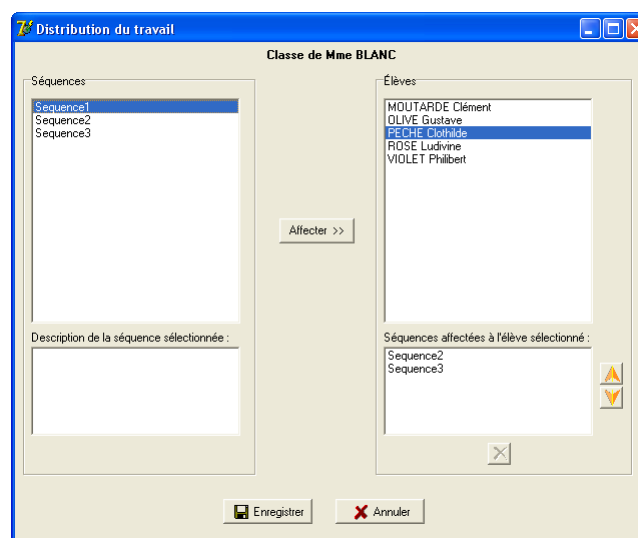 Distribution du travail
Classe de Mme BLANC
Séquences
Sequence1
Sequence2
Sequence3
Description de la séquence sélectionnée :
Affecter >>
Élèves
MOUTARDE Clément
OLIVE Gustave
PECHE Clothilde
ROSE Ludivine
VIOLET Philibert
Séquences affectées à l'élève sélectionné :
Sequence2
Sequence3
Enregistrer
Annuler